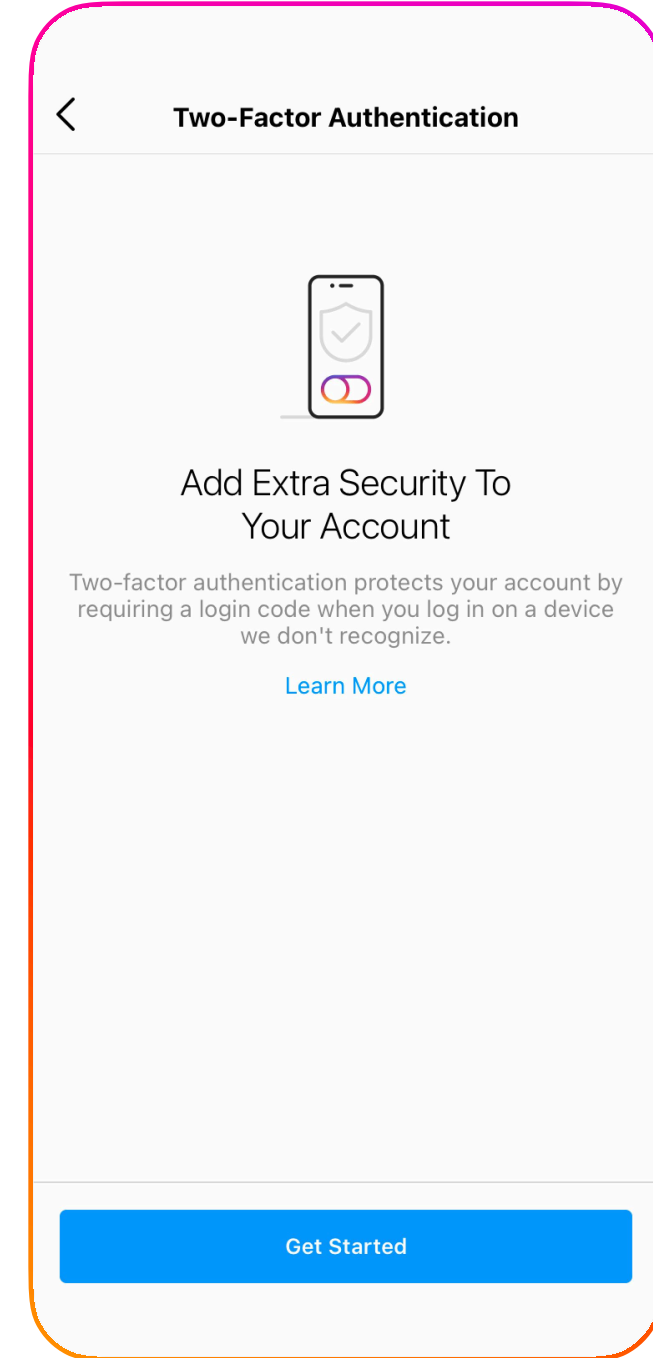 Two-Factor Authentication
Add Extra Security To
Your Account
Two-factor authentication protects your account by
requiring a login code when you log in on a device
we don't recognize.
Learn More
Get Started